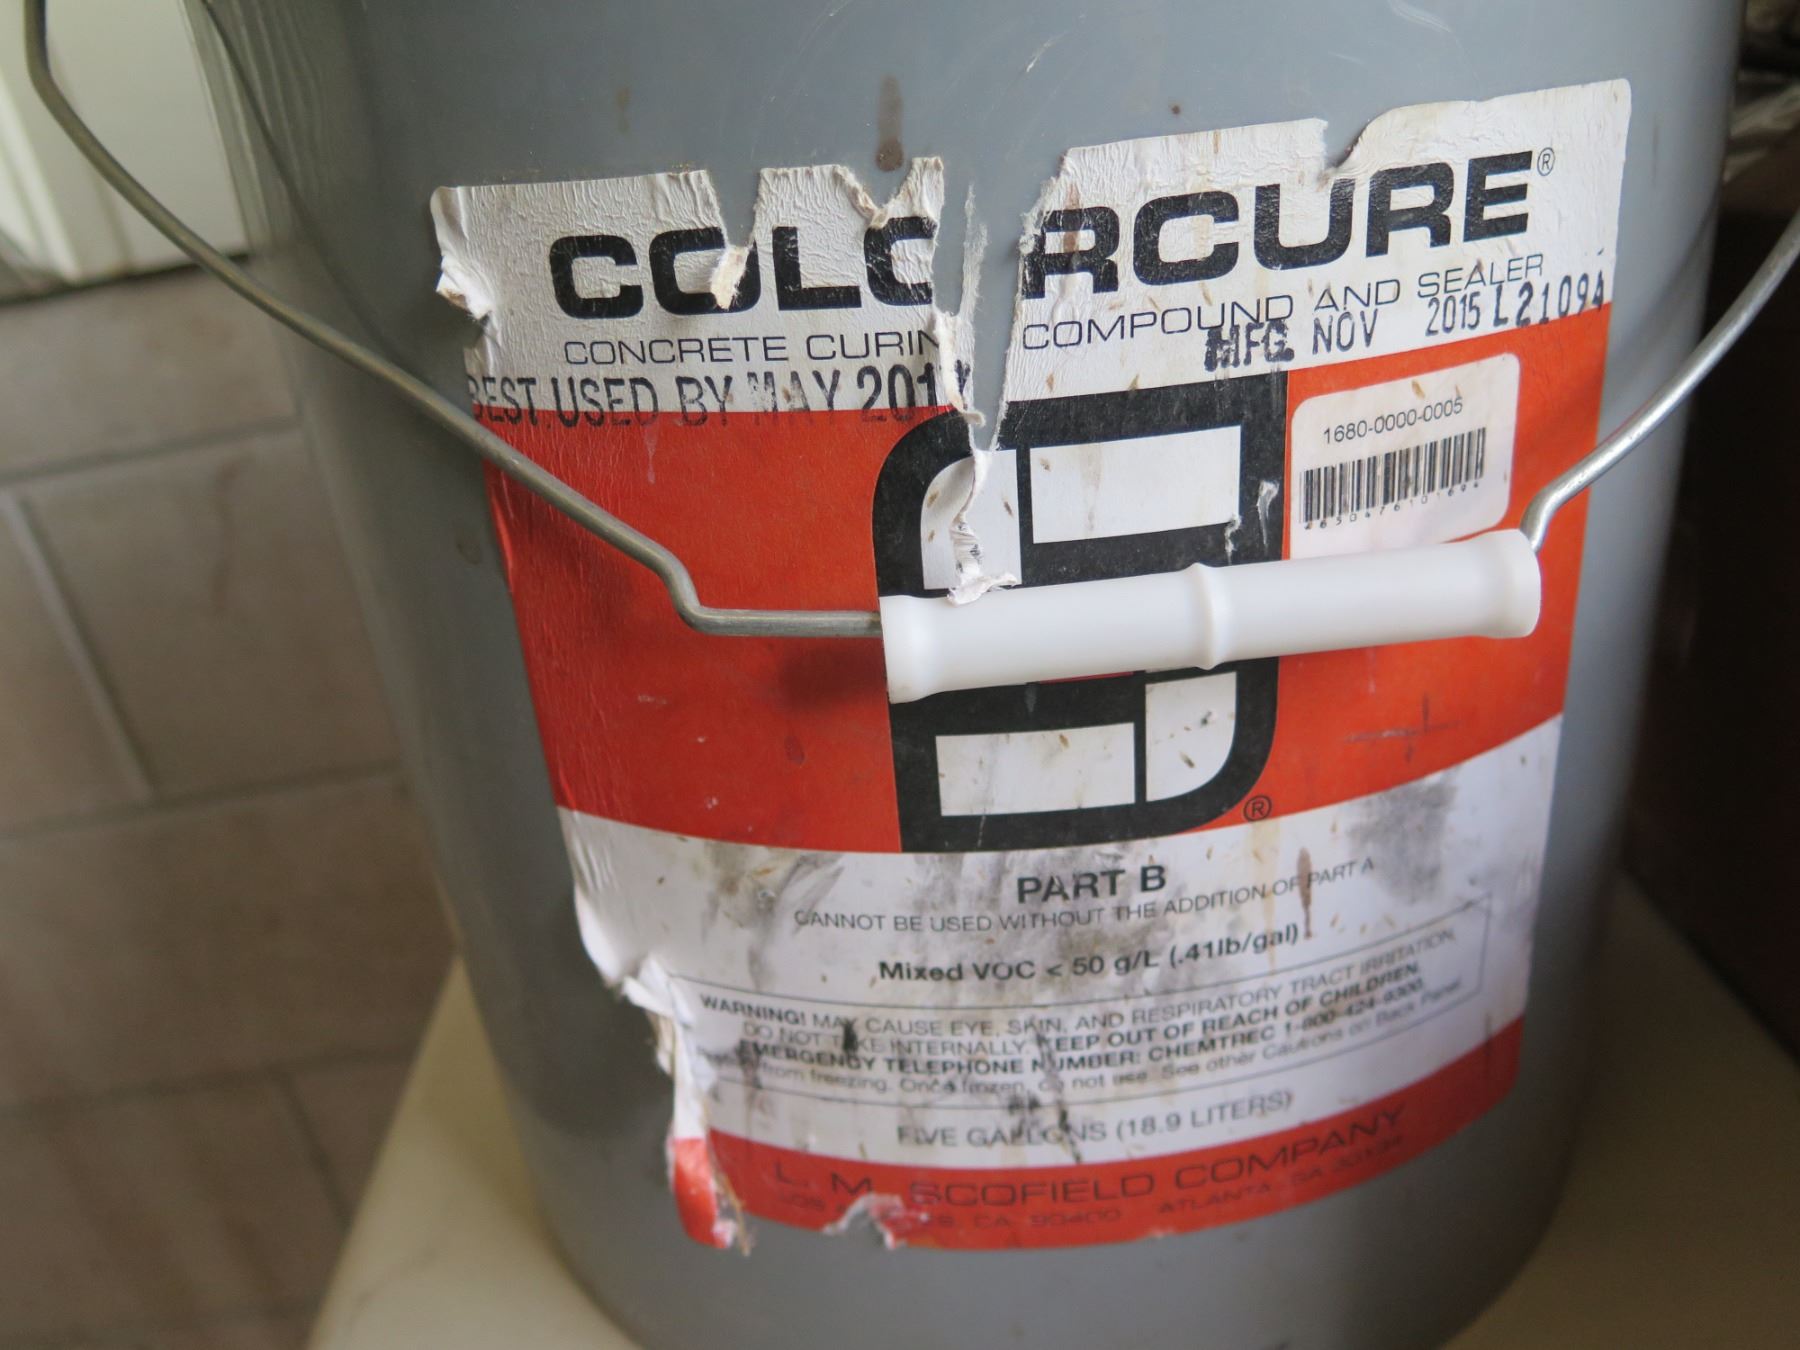 COLORCURE®
CONCRETE CURING COMPOUND AND SEALER
BEST USED BY MAY 201
MFG. NOV 2015 L21094
1680-0000-0005
®
PART B
CANNOT BE USED WITHOUT THE ADDITION OF PART A
Mixed VOC < 50 g/L (.41lb/gal)
WARNING! MAY CAUSE EYE, SKIN, AND RESPIRATORY TRACT IRRITATION.
DO NOT TAKE INTERNALLY. KEEP OUT OF REACH OF CHILDREN.
EMERGENCY TELEPHONE NUMBER: CHEMTREC 1-800-424-9300.
from freezing. Once frozen, do not use. See other Cautions on Back Panel.
FIVE GALLONS (18.9 LITERS)
L. M. SCOFIELD COMPANY
CA ATLANTA, GA